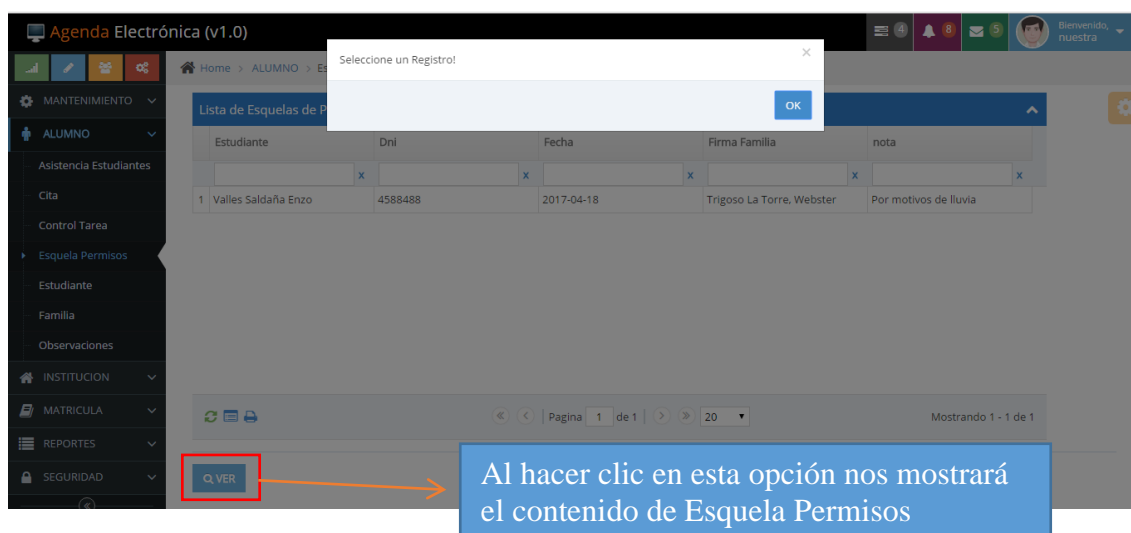 Agenda Electrónica (v1.0)
4
8
5
Bienvenido,
nuestra
Seleccione un Registro!
×
OK
Home > ALUMNO > Es
MANTENIMIENTO
ALUMNO
Asistencia Estudiantes
Cita
Control Tarea
Esquela Permisos
Estudiante
Familia
Observaciones
INSTITUCION
MATRICULA
REPORTES
SEGURIDAD
Lista de Esquelas de P
Estudiante Dni Fecha Firma Familia nota
x x x x x
1 Valles Saldaña Enzo 4588488 2017-04-18 Trigoso La Torre, Webster Por motivos de lluvia
Pagina 1 de 1 20 Mostrando 1 - 1 de 1
VER
Al hacer clic en esta opción nos mostrará
el contenido de Esquela Permisos